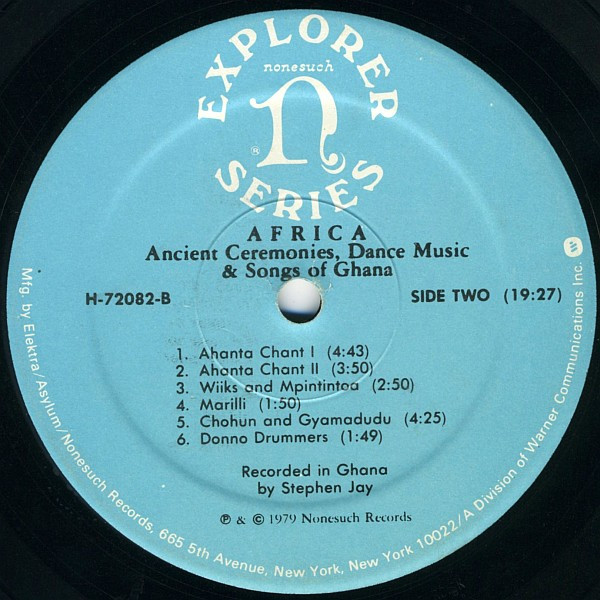 EXPLORER
nonesuch
n
®
SERIES
AFRICA
Ancient Ceremonies, Dance Music
& Songs of Ghana
H-72082-B
SIDE TWO (19:27)
1. Ahanta Chant I (4:43)
2. Ahanta Chant II (3:50)
3. Wiiks and Mpintintoa (2:50)
4. Marilli (1:50)
5. Chohun and Gyamadudu (4:25)
6. Donno Drummers (1:49)
Recorded in Ghana
by Stephen Jay
℗ & © 1979 Nonesuch Records
Mfg. by Elektra/Asylum/Nonesuch Records, 665 5th Avenue, New York, New York 10022/A Division of Warner Communications Inc.